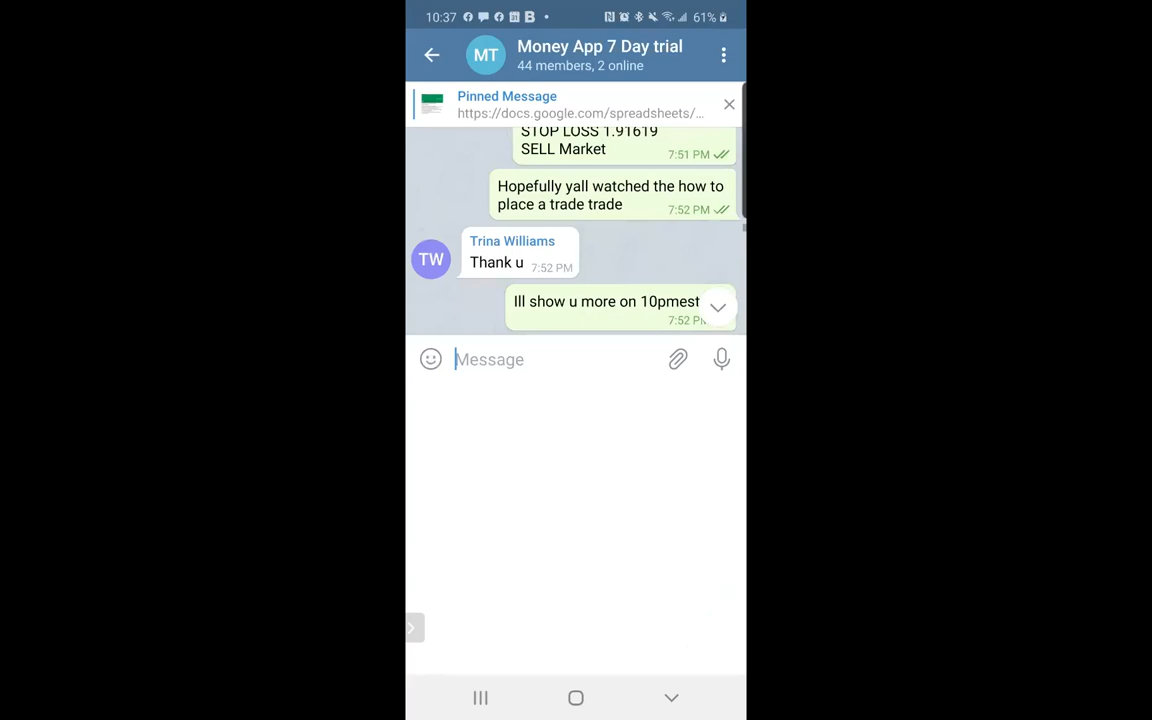 10:37
61%
MT
Money App 7 Day trial
44 members, 2 online
Pinned Message
https://docs.google.com/spreadsheets/...
STOP LOSS 1.91619
SELL Market
7:51 PM
Hopefully yall watched the how to
place a trade trade
7:52 PM
Trina Williams
TW
Thank u
7:52 PM
Ill show u more on 10pmest
7:52 PM
Message